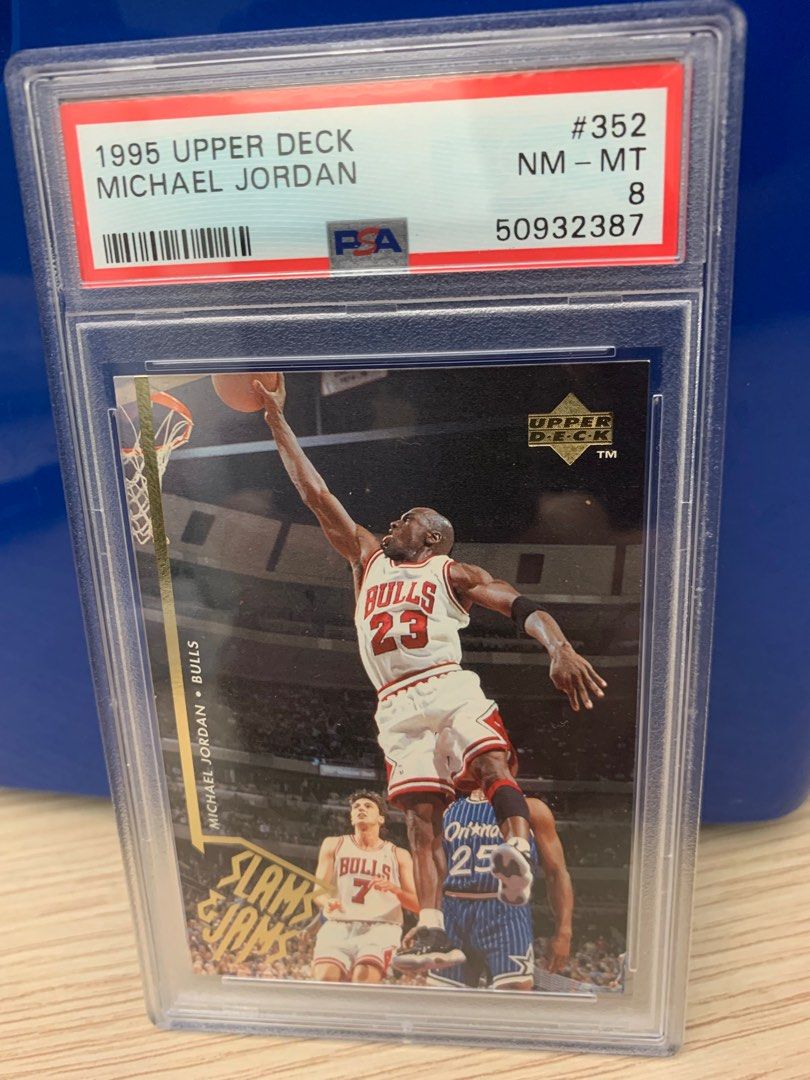 1995 UPPER DECK
MICHAEL JORDAN
#352
NM - MT
8
50932387
PSA
UPPER
D·E·C·K
TM
BULLS
23
MICHAEL JORDAN • BULLS
BULLS
7
Orlando
25
SLAMS
& JAMS